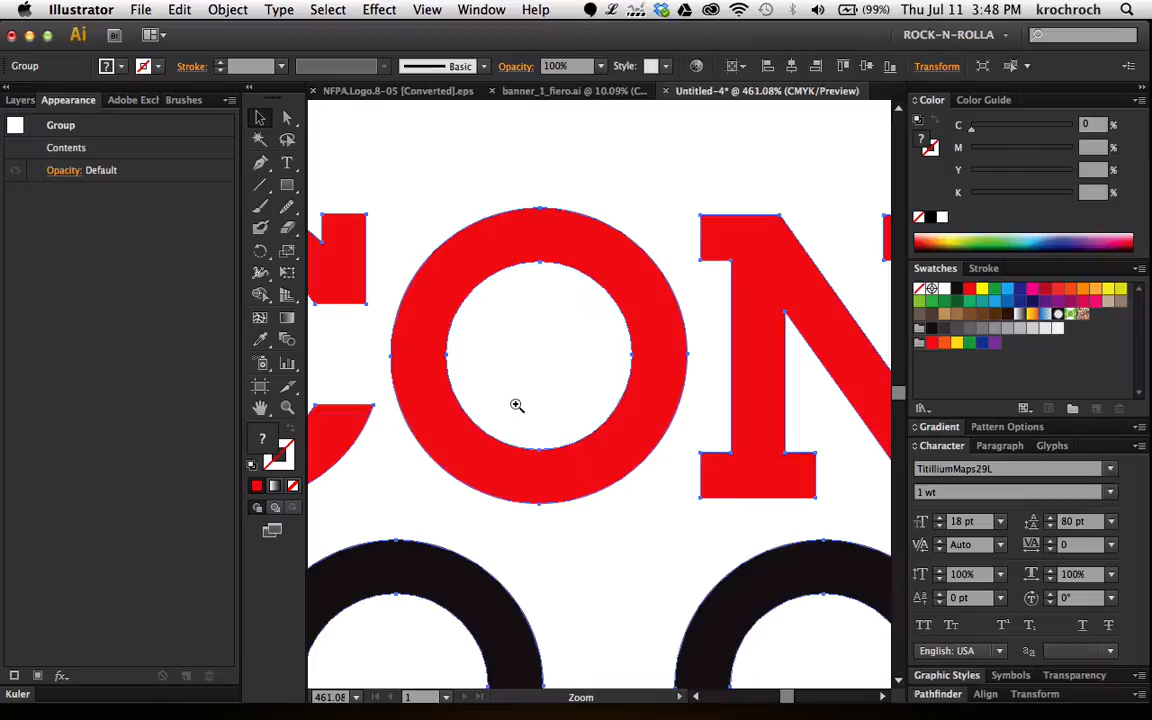 Illustrator File Edit Object Type Select Effect View Window Help (99%) Thu Jul 11 3:48 PM krochroch
Ai Br ROCK-N-ROLLA
Group Stroke: Basic Opacity: 100% Style: Transform
Layers Appearance Adobe Exch Brushes NFPA.Logo.8-05 [Converted].eps banner_1_fiero.ai @ 10.09% (C... Untitled-4* @ 461.08% (CMYK/Preview) Color Color Guide
Group
Contents
Opacity: Default
C 0 %
M %
Y %
K %
CON
Swatches Stroke
Gradient Pattern Options
Character Paragraph Glyphs
TitilliumMaps29L
1 wt
18 pt 80 pt
Auto 0
100% 100%
0 pt 0°
English: USA
Graphic Styles Symbols Transparency
Kuler 461.08 1 Zoom Pathfinder Align Transform